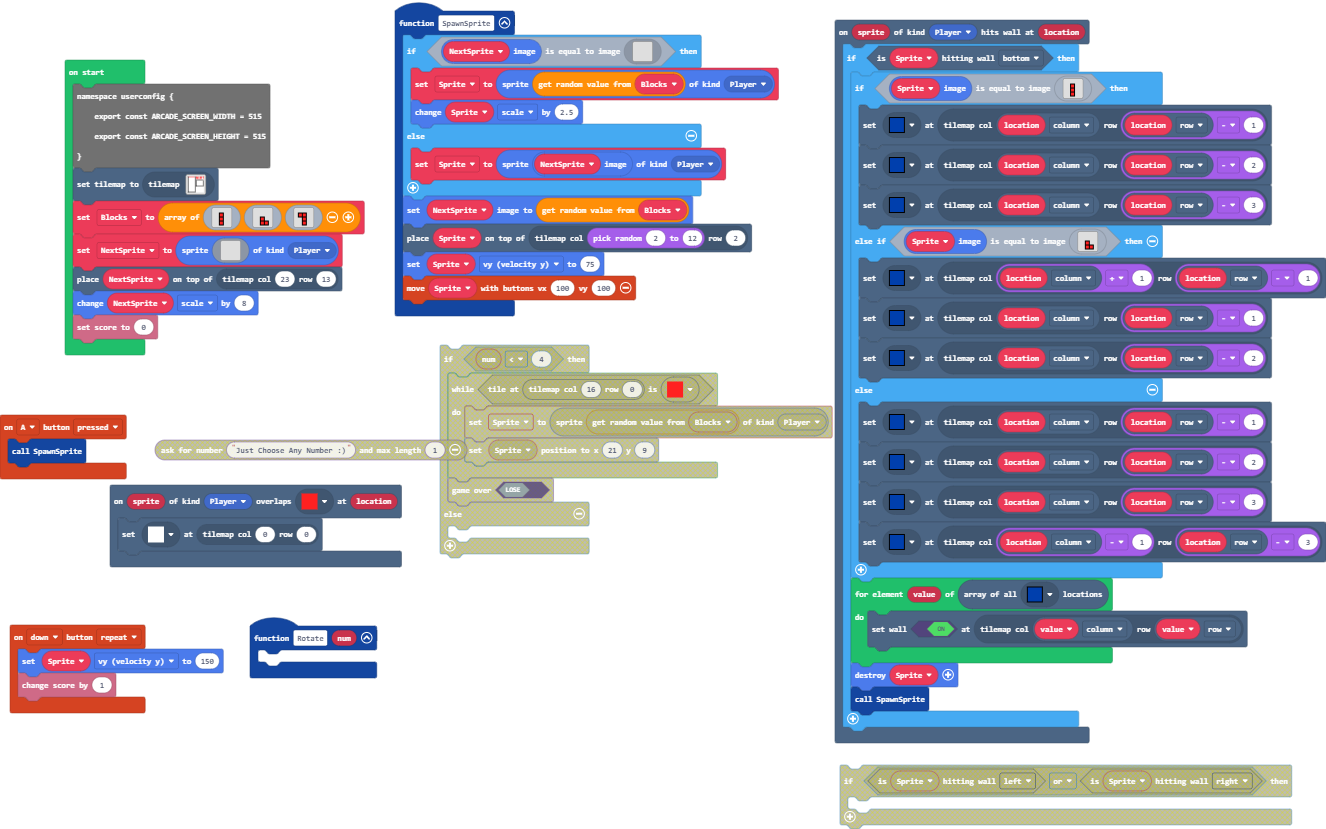 on start
namespace userconfig {
export const ARCADE_SCREEN_WIDTH = 515
export const ARCADE_SCREEN_HEIGHT = 515
}
set tilemap to tilemap
set Blocks to array of
set NextSprite to sprite of kind Player
place NextSprite on top of tilemap col 23 row 13
change NextSprite scale by 8
set score to 0
function SpawnSprite
if NextSprite image is equal to image then
set Sprite to sprite get random value from Blocks of kind Player
change Sprite scale by 2.5
else
set Sprite to sprite NextSprite image of kind Player
set NextSprite image to get random value from Blocks
place Sprite on top of tilemap col pick random 2 to 12 row 2
set Sprite vy (velocity y) to 75
move Sprite with buttons vx 100 vy 100
if num < 4 then
while tile at tilemap col 16 row 0 is
do
set Sprite to sprite get random value from Blocks of kind Player
set Sprite position to x 21 y 9
game over LOSE
else
on A button pressed
call SpawnSprite
ask for number "Just Choose Any Number :)" and max length 1
on sprite of kind Player overlaps at location
set at tilemap col 0 row 0
on down button repeat
set Sprite vy (velocity y) to 150
change score by 1
function Rotate num
on sprite of kind Player hits wall at location
if is Sprite hitting wall bottom then
if Sprite image is equal to image then
set at tilemap col location column row location row - 1
set at tilemap col location column row location row - 2
set at tilemap col location column row location row - 3
else if Sprite image is equal to image then
set at tilemap col location column + 1 row location row - 1
set at tilemap col location column row location row - 1
set at tilemap col location column row location row - 2
else
set at tilemap col location column row location row - 1
set at tilemap col location column row location row - 2
set at tilemap col location column row location row - 3
set at tilemap col location column - 1 row location row - 3
for element value of array of all locations
do
set wall ON at tilemap col value column row value row
destroy Sprite
call SpawnSprite
if is Sprite hitting wall left or is Sprite hitting wall right then